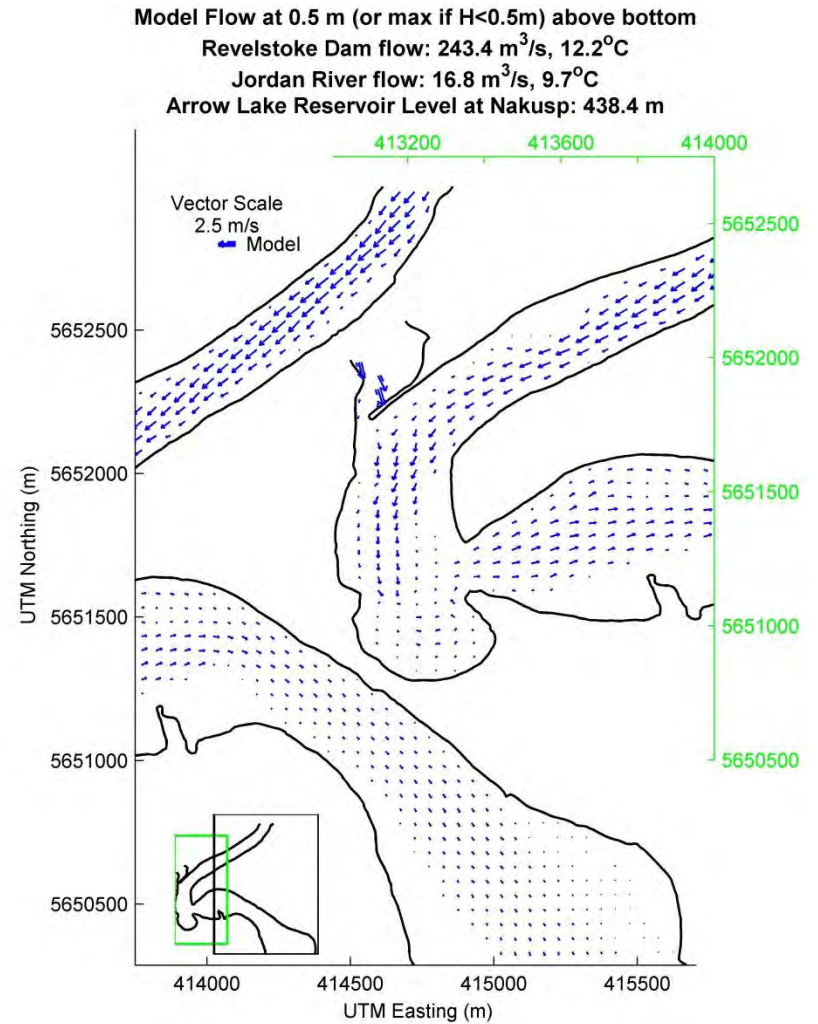 Model Flow at 0.5 m (or max if H<0.5m) above bottom
Revelstoke Dam flow: 243.4 m³/s, 12.2°C
Jordan River flow: 16.8 m³/s, 9.7°C
Arrow Lake Reservoir Level at Nakusp: 438.4 m
413200 413600 414000
Vector Scale
2.5 m/s
Model
5652500
5652000
5651500
5651000
5650500
5652500
5652000
5651500
5651000
5650500
UTM Northing (m)
414000 414500 415000 415500
UTM Easting (m)